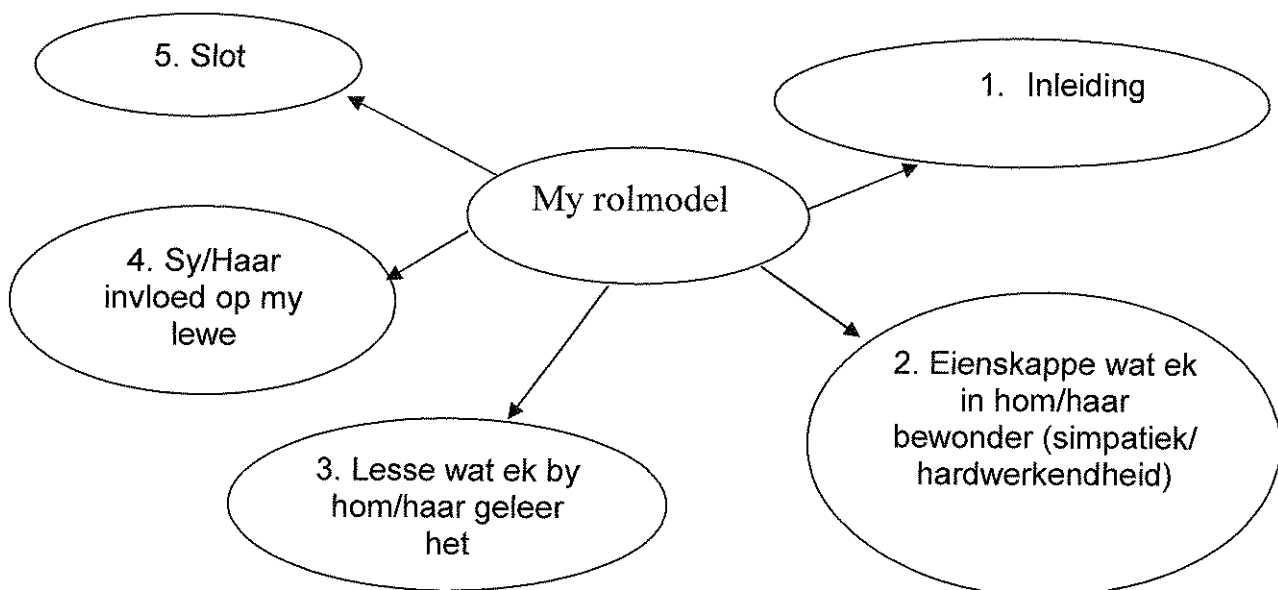 5. Slot
1. Inleiding
My rolmodel
4. Sy/Haar
invloed op my
lewe
2. Eienskappe wat ek
in hom/haar
bewonder (simpatiek/
hardwerkendheid)
3. Lesse wat ek by
hom/haar geleer
het